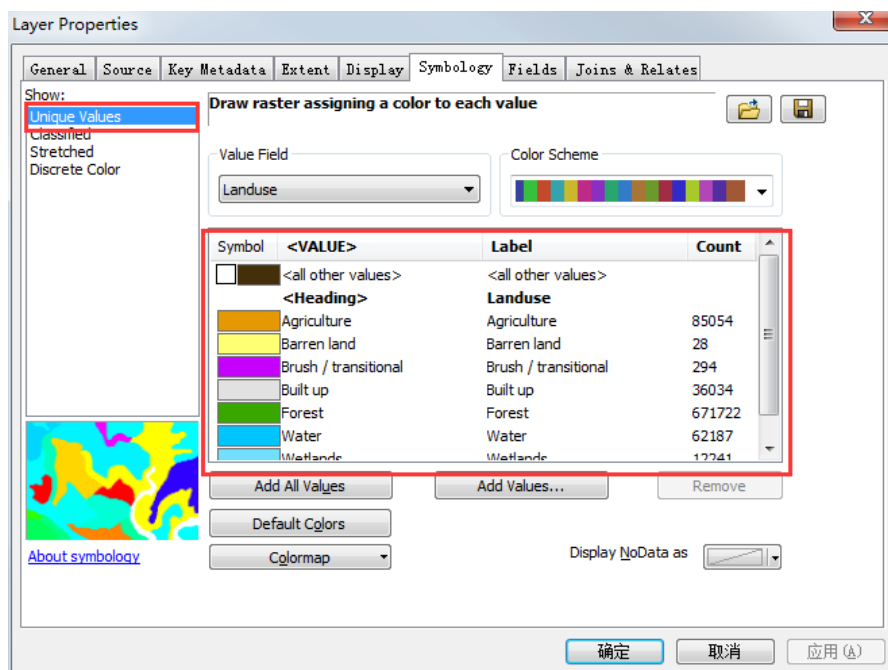 Layer Properties
General Source Key Metadata Extent Display Symbology Fields Joins & Relates
Show:
Unique Values
Classified
Stretched
Discrete Color
Draw raster assigning a color to each value
Value Field
Landuse
Color Scheme
Symbol <VALUE> Label Count
<all other values> <all other values>
<Heading> Landuse
Agriculture Agriculture 85054
Barren land Barren land 28
Brush / transitional Brush / transitional 294
Built up Built up 36034
Forest Forest 671722
Water Water 62187
Wetlands Wetlands 12241
Add All Values Add Values... Remove
Default Colors
Colormap
Display NoData as
About symbology
确定 取消 应用 (A)